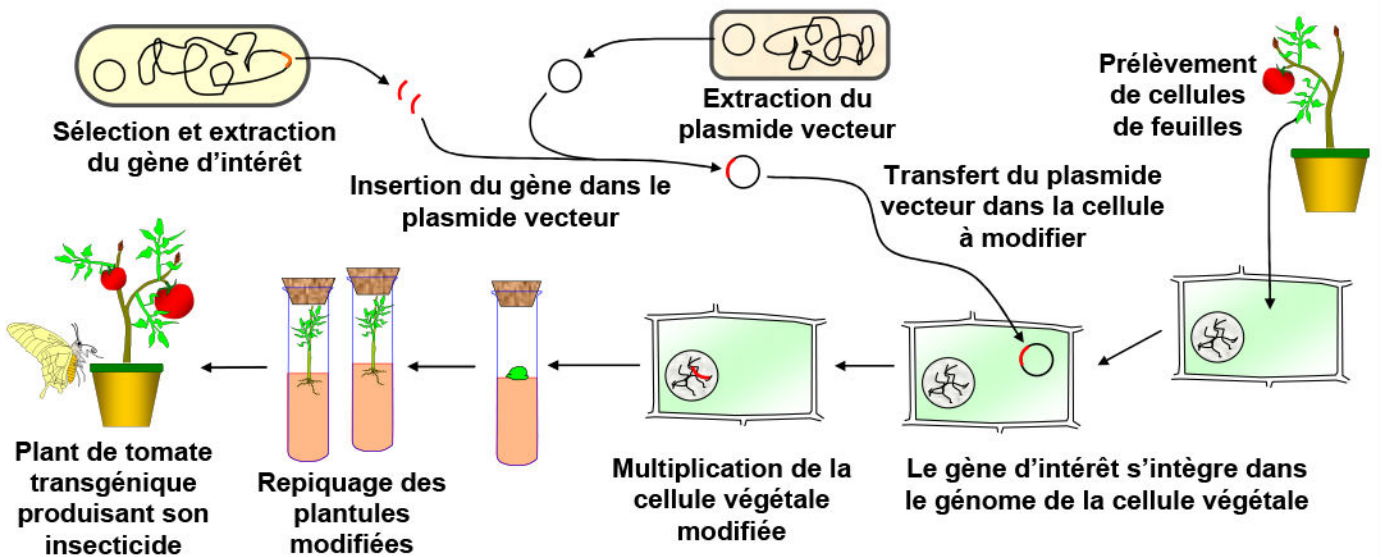 Sélection et extraction
du gène d'intérêt
Extraction du
plasmide vecteur
Prélèvement
de cellules
de feuilles
Insertion du gène dans le
plasmide vecteur
Transfert du plasmide
vecteur dans la cellule
à modifier
Le gène d'intérêt s'intègre dans
le génome de la cellule végétale
Multiplication de la
cellule végétale
modifiée
Repiquage des
plantules
modifiées
Plant de tomate
transgénique
produisant son
insecticide